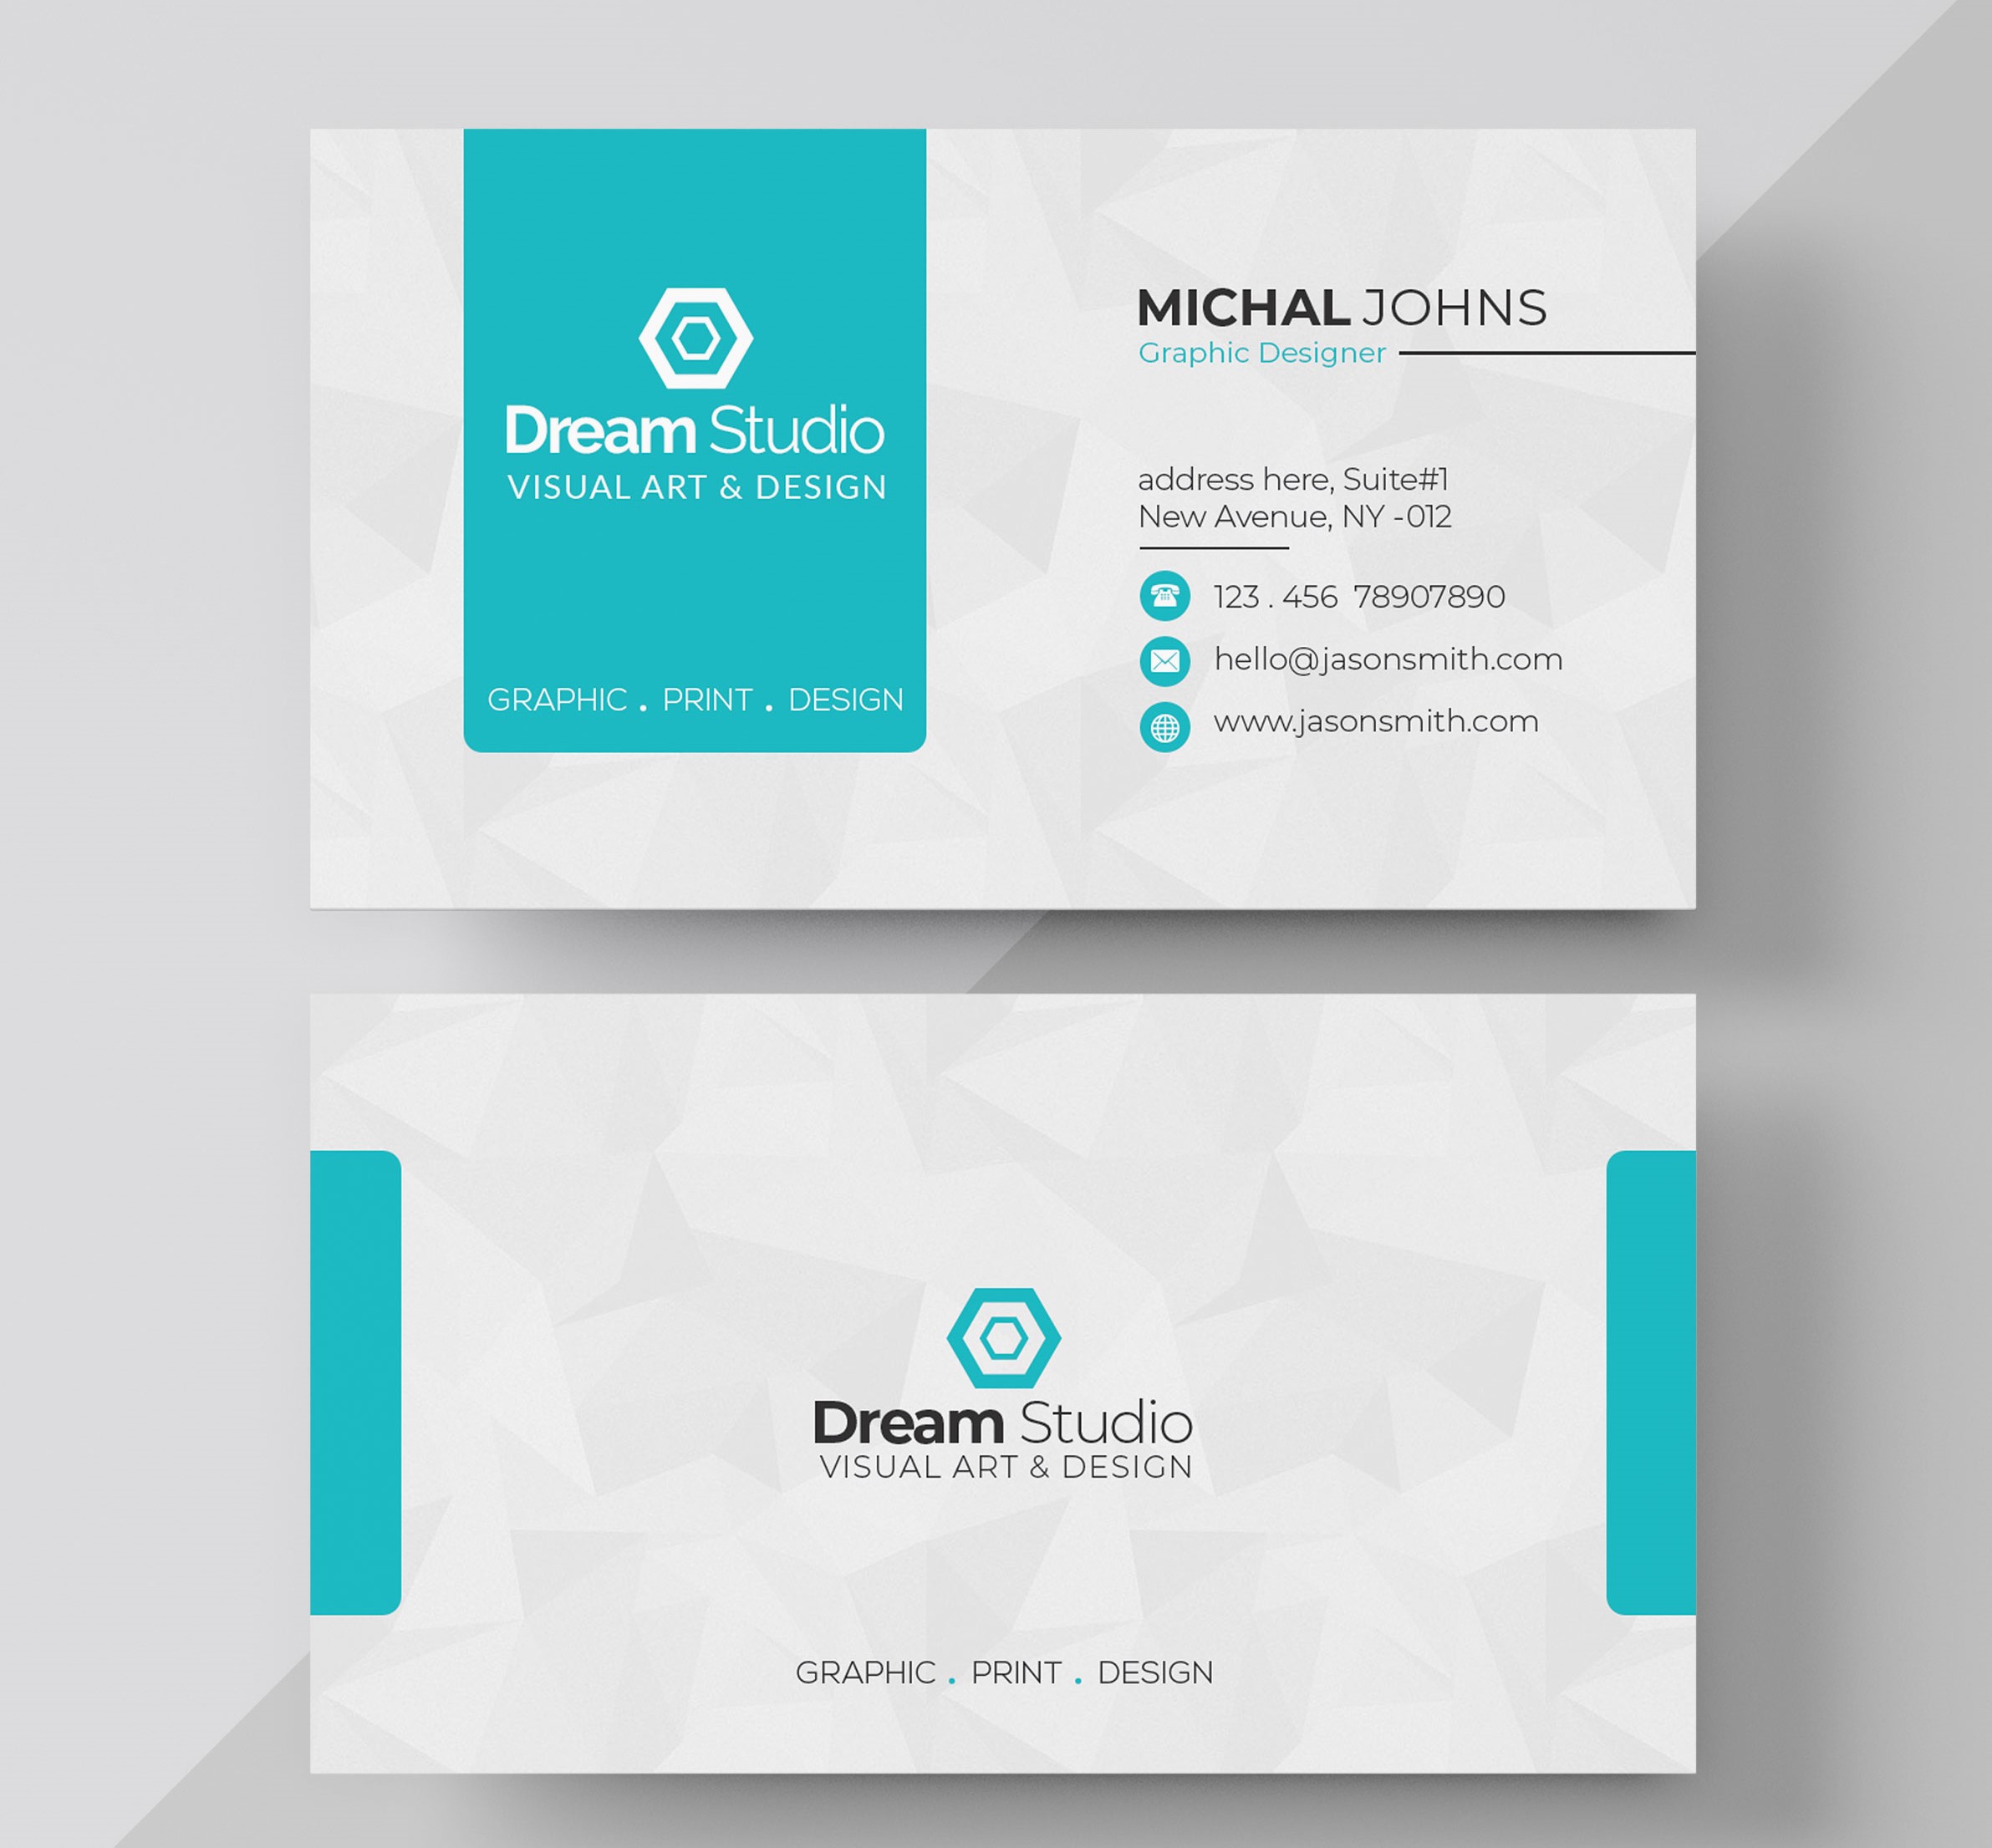 Dream Studio
VISUAL ART & DESIGN
GRAPHIC . PRINT . DESIGN
MICHAL JOHNS
Graphic Designer
address here, Suite#1
New Avenue, NY -012
123 . 456  78907890
hello@jasonsmith.com
www.jasonsmith.com
Dream Studio
VISUAL ART & DESIGN
GRAPHIC . PRINT . DESIGN